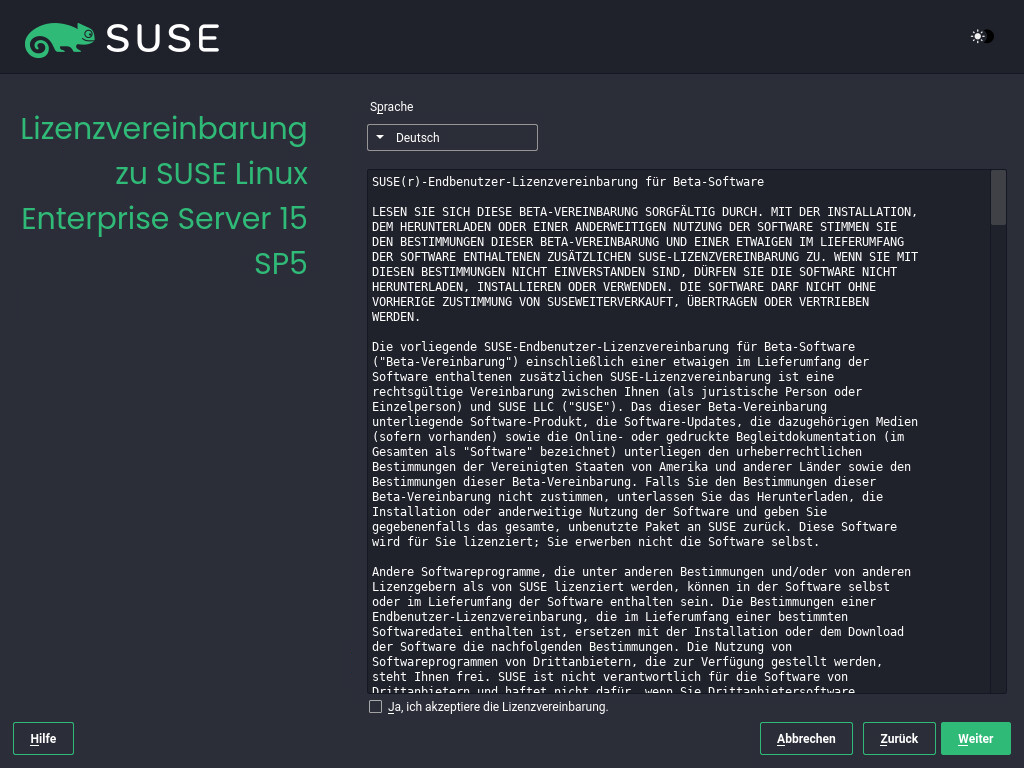 SUSE
Lizenzvereinbarung
zu SUSE Linux
Enterprise Server 15
SP5
Sprache
Deutsch
SUSE(r)-Endbenutzer-Lizenzvereinbarung für Beta-Software
LESEN SIE SICH DIESE BETA-VEREINBARUNG SORGFÄLTIG DURCH. MIT DER INSTALLATION,
DEM HERUNTERLADEN ODER EINER ANDERWEITIGEN NUTZUNG DER SOFTWARE STIMMEN SIE
DEN BESTIMMUNGEN DIESER BETA-VEREINBARUNG UND EINER ETWAIGEN IM LIEFERUMFANG
DER SOFTWARE ENTHALTENEN ZUSÄTZLICHEN SUSE-LIZENZVEREINBARUNG ZU. WENN SIE MIT
DIESEN BESTIMMUNGEN NICHT EINVERSTANDEN SIND, DÜRFEN SIE DIE SOFTWARE NICHT
HERUNTERLADEN, INSTALLIEREN ODER VERWENDEN. DIE SOFTWARE DARF NICHT OHNE
VORHERIGE ZUSTIMMUNG VON SUSEWEITERVERKAUFT, ÜBERTRAGEN ODER VERTRIEBEN
WERDEN.
Die vorliegende SUSE-Endbenutzer-Lizenzvereinbarung für Beta-Software
("Beta-Vereinbarung") einschließlich einer etwaigen im Lieferumfang der
Software enthaltenen zusätzlichen SUSE-Lizenzvereinbarung ist eine
rechtsgültige Vereinbarung zwischen Ihnen (als juristische Person oder
Einzelperson) und SUSE LLC ("SUSE"). Das dieser Beta-Vereinbarung
unterliegende Software-Produkt, die Software-Updates, die dazugehörigen Medien
(sofern vorhanden) sowie die Online- oder gedruckte Begleitdokumentation (im
Gesamten als "Software" bezeichnet) unterliegen den urheberrechtlichen
Bestimmungen der Vereinigten Staaten von Amerika und anderer Länder sowie den
Bestimmungen dieser Beta-Vereinbarung. Falls Sie den Bestimmungen dieser
Beta-Vereinbarung nicht zustimmen, unterlassen Sie das Herunterladen, die
Installation oder anderweitige Nutzung der Software und geben Sie
gegebenenfalls das gesamte, unbenutzte Paket an SUSE zurück. Diese Software
wird für Sie lizenziert; Sie erwerben nicht die Software selbst.
Andere Softwareprogramme, die unter anderen Bestimmungen und/oder von anderen
Lizenzgebern als von SUSE lizenziert werden, können in der Software selbst
oder im Lieferumfang der Software enthalten sein. Die Bestimmungen einer
Endbenutzer-Lizenzvereinbarung, die im Lieferumfang einer bestimmten
Softwaredatei enthalten ist, ersetzen mit der Installation oder dem Download
der Software die nachfolgenden Bestimmungen. Die Nutzung von
Softwareprogrammen von Drittanbietern, die zur Verfügung gestellt werden,
steht Ihnen frei. SUSE ist nicht verantwortlich für die Software von
Drittanbietern und haftet nicht dafür, wenn Sie Drittanbietersoftware
Ja, ich akzeptiere die Lizenzvereinbarung.
Hilfe
Abbrechen
Zurück
Weiter